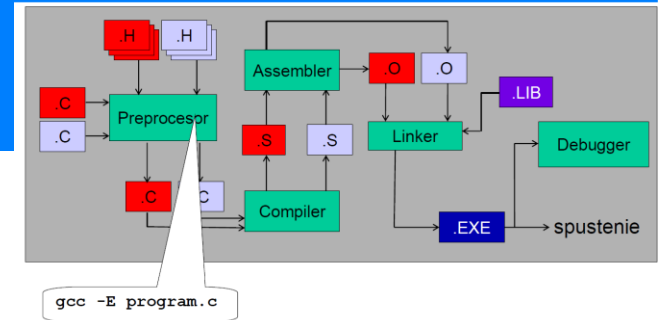 .H
.H
.C
.C
Preprocesor
.C
.C
Assembler
.S
.S
Compiler
.O
.O
.LIB
Linker
Debugger
.EXE
spustenie
gcc -E program.c